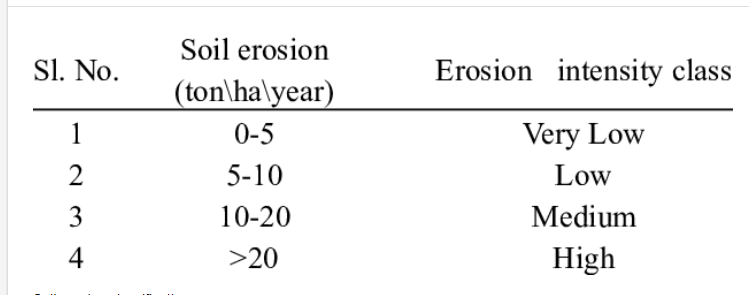 Sl. No. Soil erosion (ton\ha\year) Erosion intensity class
1 0-5 Very Low
2 5-10 Low
3 10-20 Medium
4 >20 High